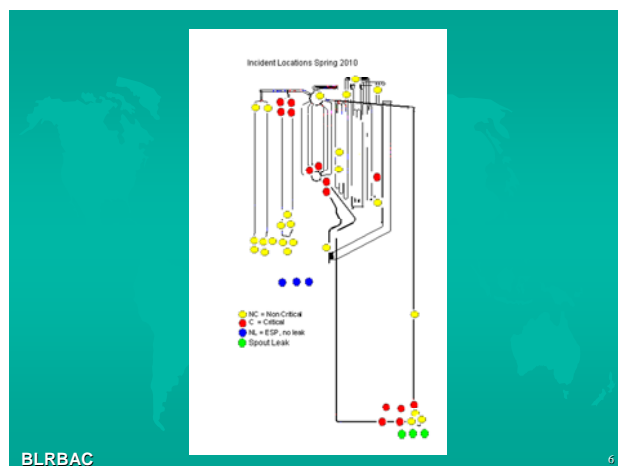 Incident Locations Spring 2010
NC = Non Critical
C = Critical
NL = ESP, no leak
Spout Leak
BLRBAC
6